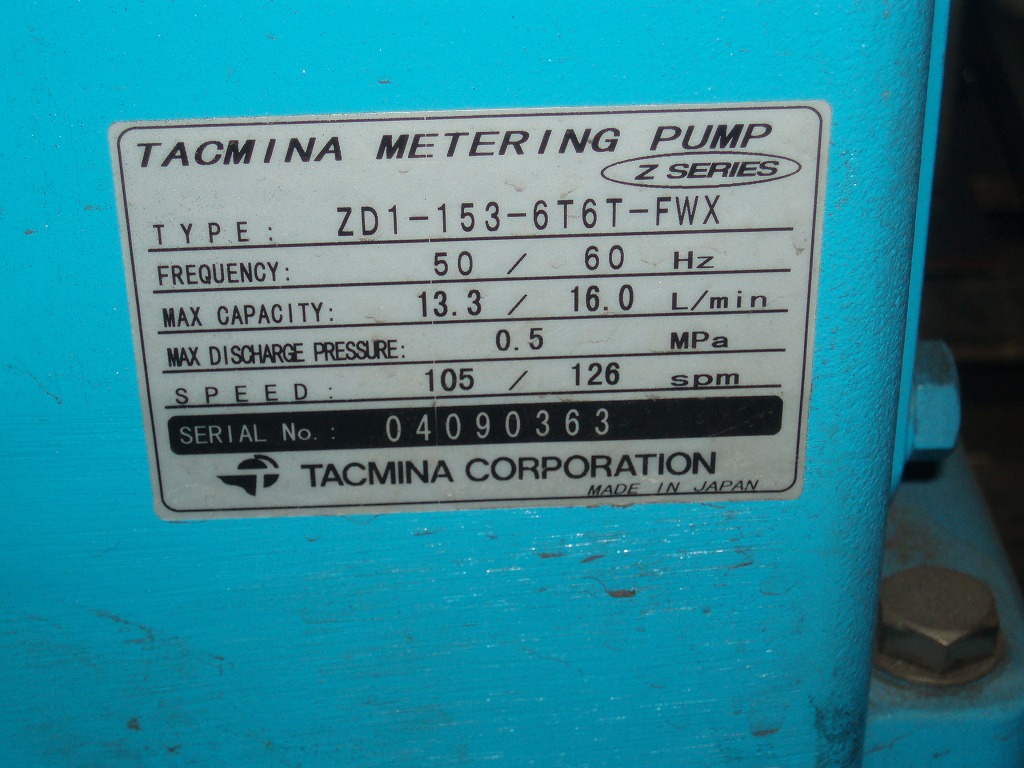 TACMINA METERING PUMP
Z SERIES
TYPE: ZD1-153-6T6T-FWX
FREQUENCY: 50 / 60 Hz
MAX CAPACITY: 13.3 / 16.0 L/min
MAX DISCHARGE PRESSURE: 0.5 MPa
SPEED: 105 / 126 spm
SERIAL No.: 04090363
TACMINA CORPORATION
MADE IN JAPAN